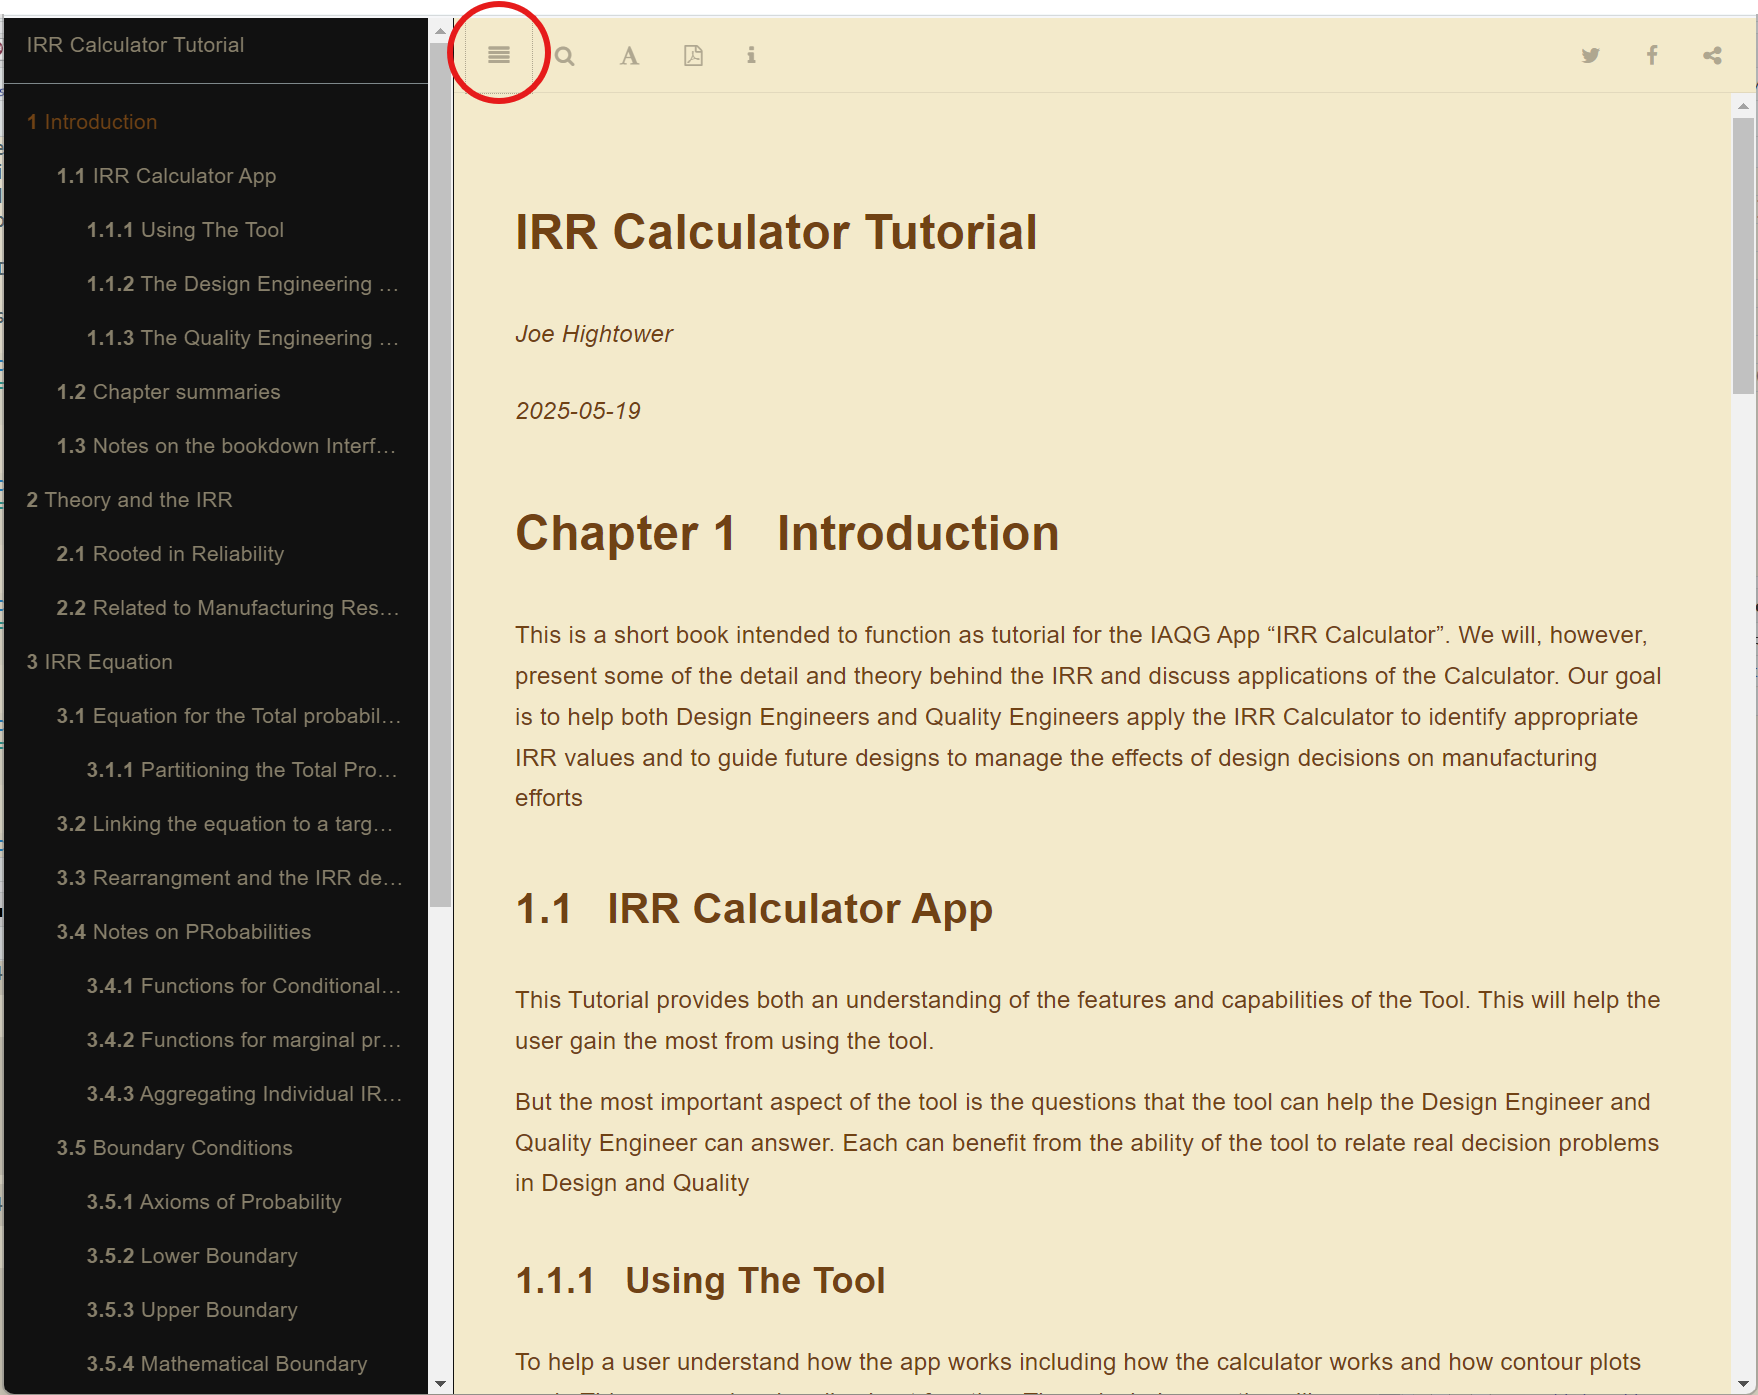 IRR Calculator Tutorial
1 Introduction
1.1 IRR Calculator App
1.1.1 Using The Tool
1.1.2 The Design Engineering …
1.1.3 The Quality Engineering …
1.2 Chapter summaries
1.3 Notes on the bookdown Interf…
2 Theory and the IRR
2.1 Rooted in Reliability
2.2 Related to Manufacturing Res…
3 IRR Equation
3.1 Equation for the Total probabil…
3.1.1 Partitioning the Total Pro…
3.2 Linking the equation to a targ…
3.3 Rearrangment and the IRR de…
3.4 Notes on PRobabilities
3.4.1 Functions for Conditional…
3.4.2 Functions for marginal pr…
3.4.3 Aggregating Individual IR…
3.5 Boundary Conditions
3.5.1 Axioms of Probability
3.5.2 Lower Boundary
3.5.3 Upper Boundary
3.5.4 Mathematical Boundary
IRR Calculator Tutorial
Joe Hightower
2025-05-19
Chapter 1 Introduction
This is a short book intended to function as tutorial for the IAQG App “IRR Calculator”. We will, however,
present some of the detail and theory behind the IRR and discuss applications of the Calculator. Our goal
is to help both Design Engineers and Quality Engineers apply the IRR Calculator to identify appropriate
IRR values and to guide future designs to manage the effects of design decisions on manufacturing
efforts
1.1 IRR Calculator App
This Tutorial provides both an understanding of the features and capabilities of the Tool. This will help the
user gain the most from using the tool.
But the most important aspect of the tool is the questions that the tool can help the Design Engineer and
Quality Engineer can answer. Each can benefit from the ability of the tool to relate real decision problems
in Design and Quality
1.1.1 Using The Tool
To help a user understand how the app works including how the calculator works and how contour plots